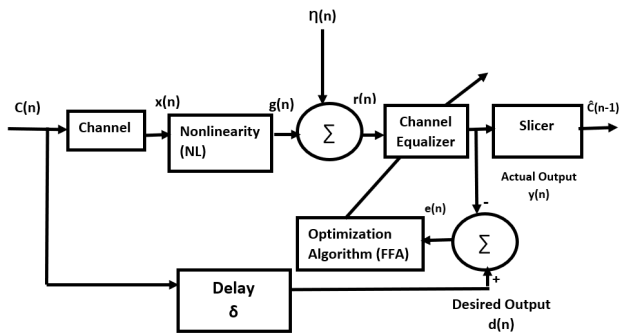 η(n)
C(n)
x(n)
g(n)
r(n)
Ĉ(n-1)
Channel
Nonlinearity
(NL)
∑
Channel
Equalizer
Slicer
Actual Output
y(n)
-
e(n)
Optimization
Algorithm (FFA)
∑
+
Delay
δ
Desired Output
d(n)